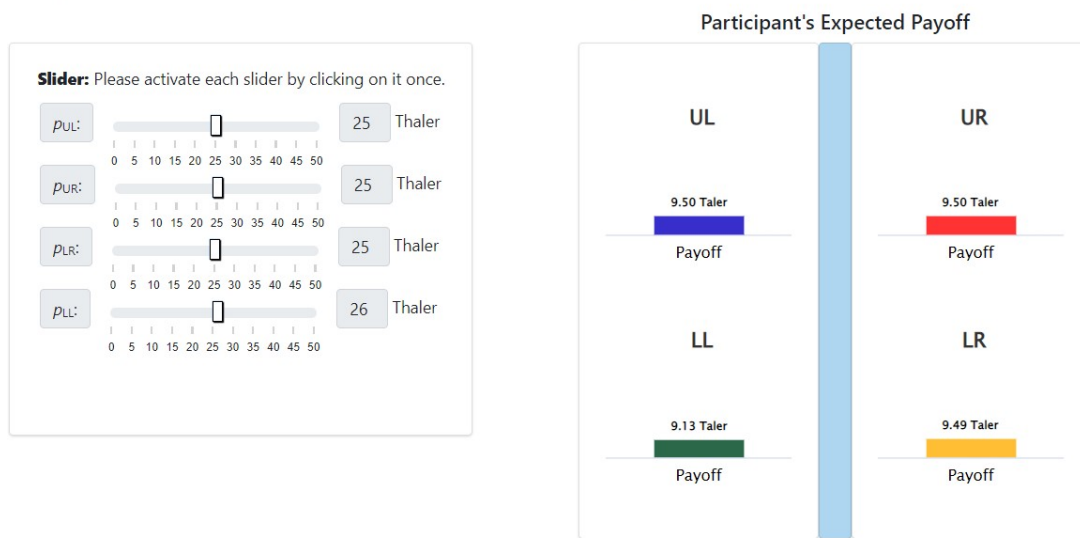 Participant's Expected Payoff
Slider: Please activate each slider by clicking on it once.
pUL: 25 Thaler
0 5 10 15 20 25 30 35 40 45 50
pUR: 25 Thaler
0 5 10 15 20 25 30 35 40 45 50
pLR: 25 Thaler
0 5 10 15 20 25 30 35 40 45 50
pLL: 26 Thaler
0 5 10 15 20 25 30 35 40 45 50
UL UR
9.50 Taler 9.50 Taler
Payoff Payoff
LL LR
9.13 Taler 9.49 Taler
Payoff Payoff